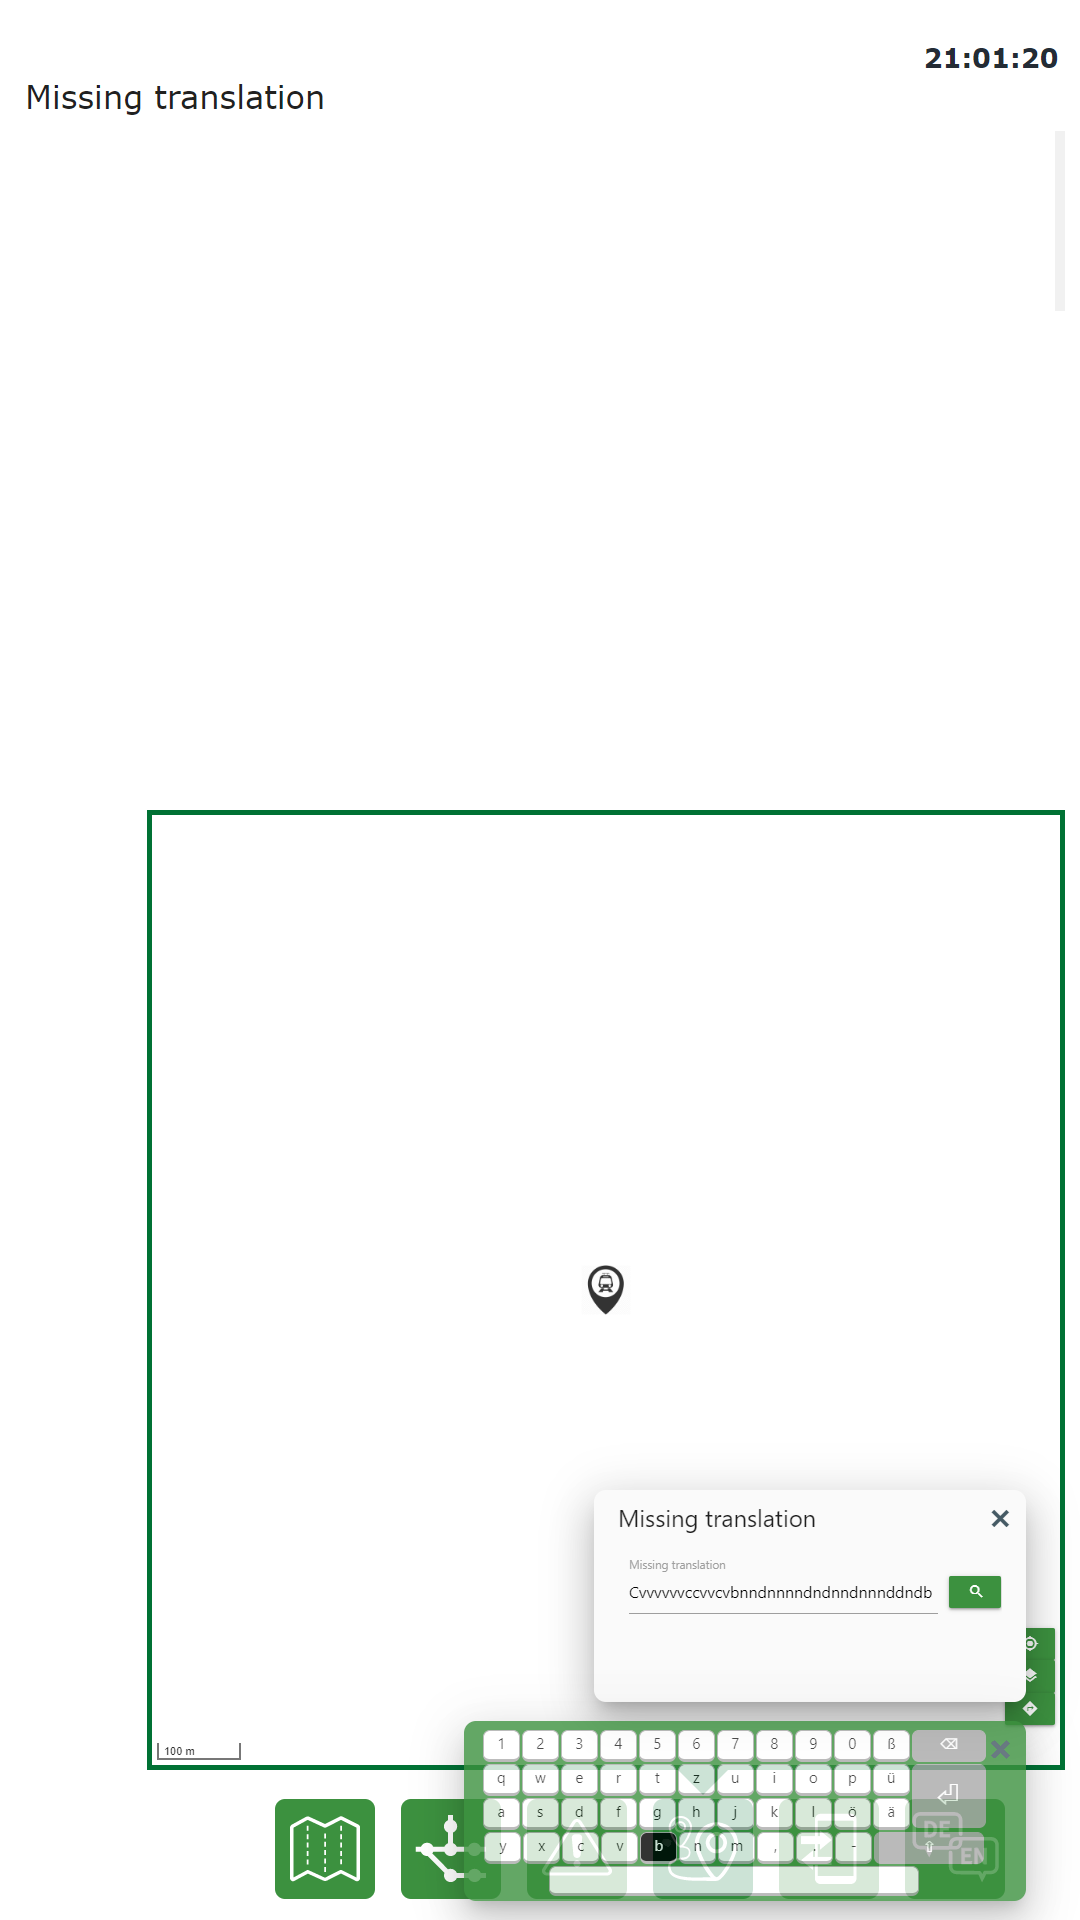 21:01:20
Missing translation
Missing translation
Missing translation
Cvvvvvvccvvcvbnndnnnndndnndnnnddndb
100 m
1 2 3 4 5 6 7 8 9 0 ß ⌫
q w e r t z u i o p ü
a s d f g h j k l ö ä
DE
y x c v b n m , . -
EN